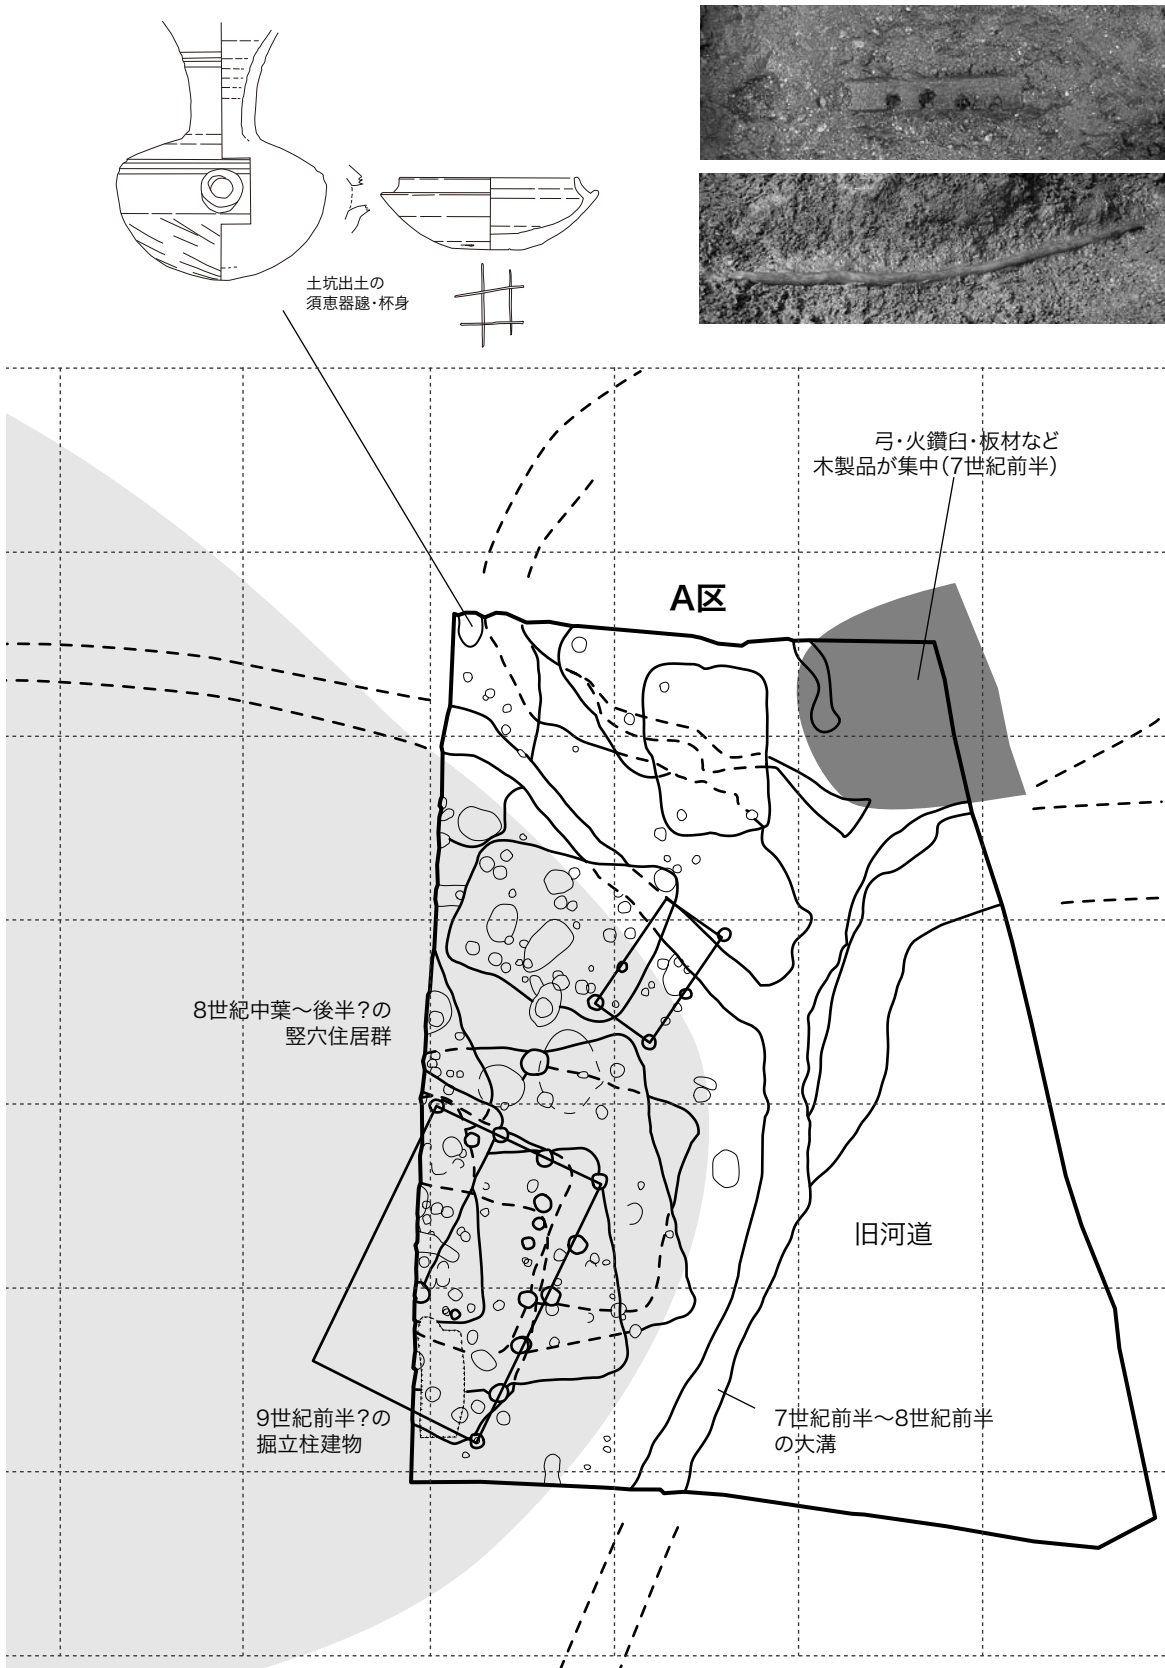 土坑出土の
須恵器𤭯・杯身
弓・火鑽臼・板材など
木製品が集中（7世紀前半）
A区
8世紀中葉～後半？の
竪穴住居群
旧河道
9世紀前半？の
掘立柱建物
7世紀前半～8世紀前半
の大溝